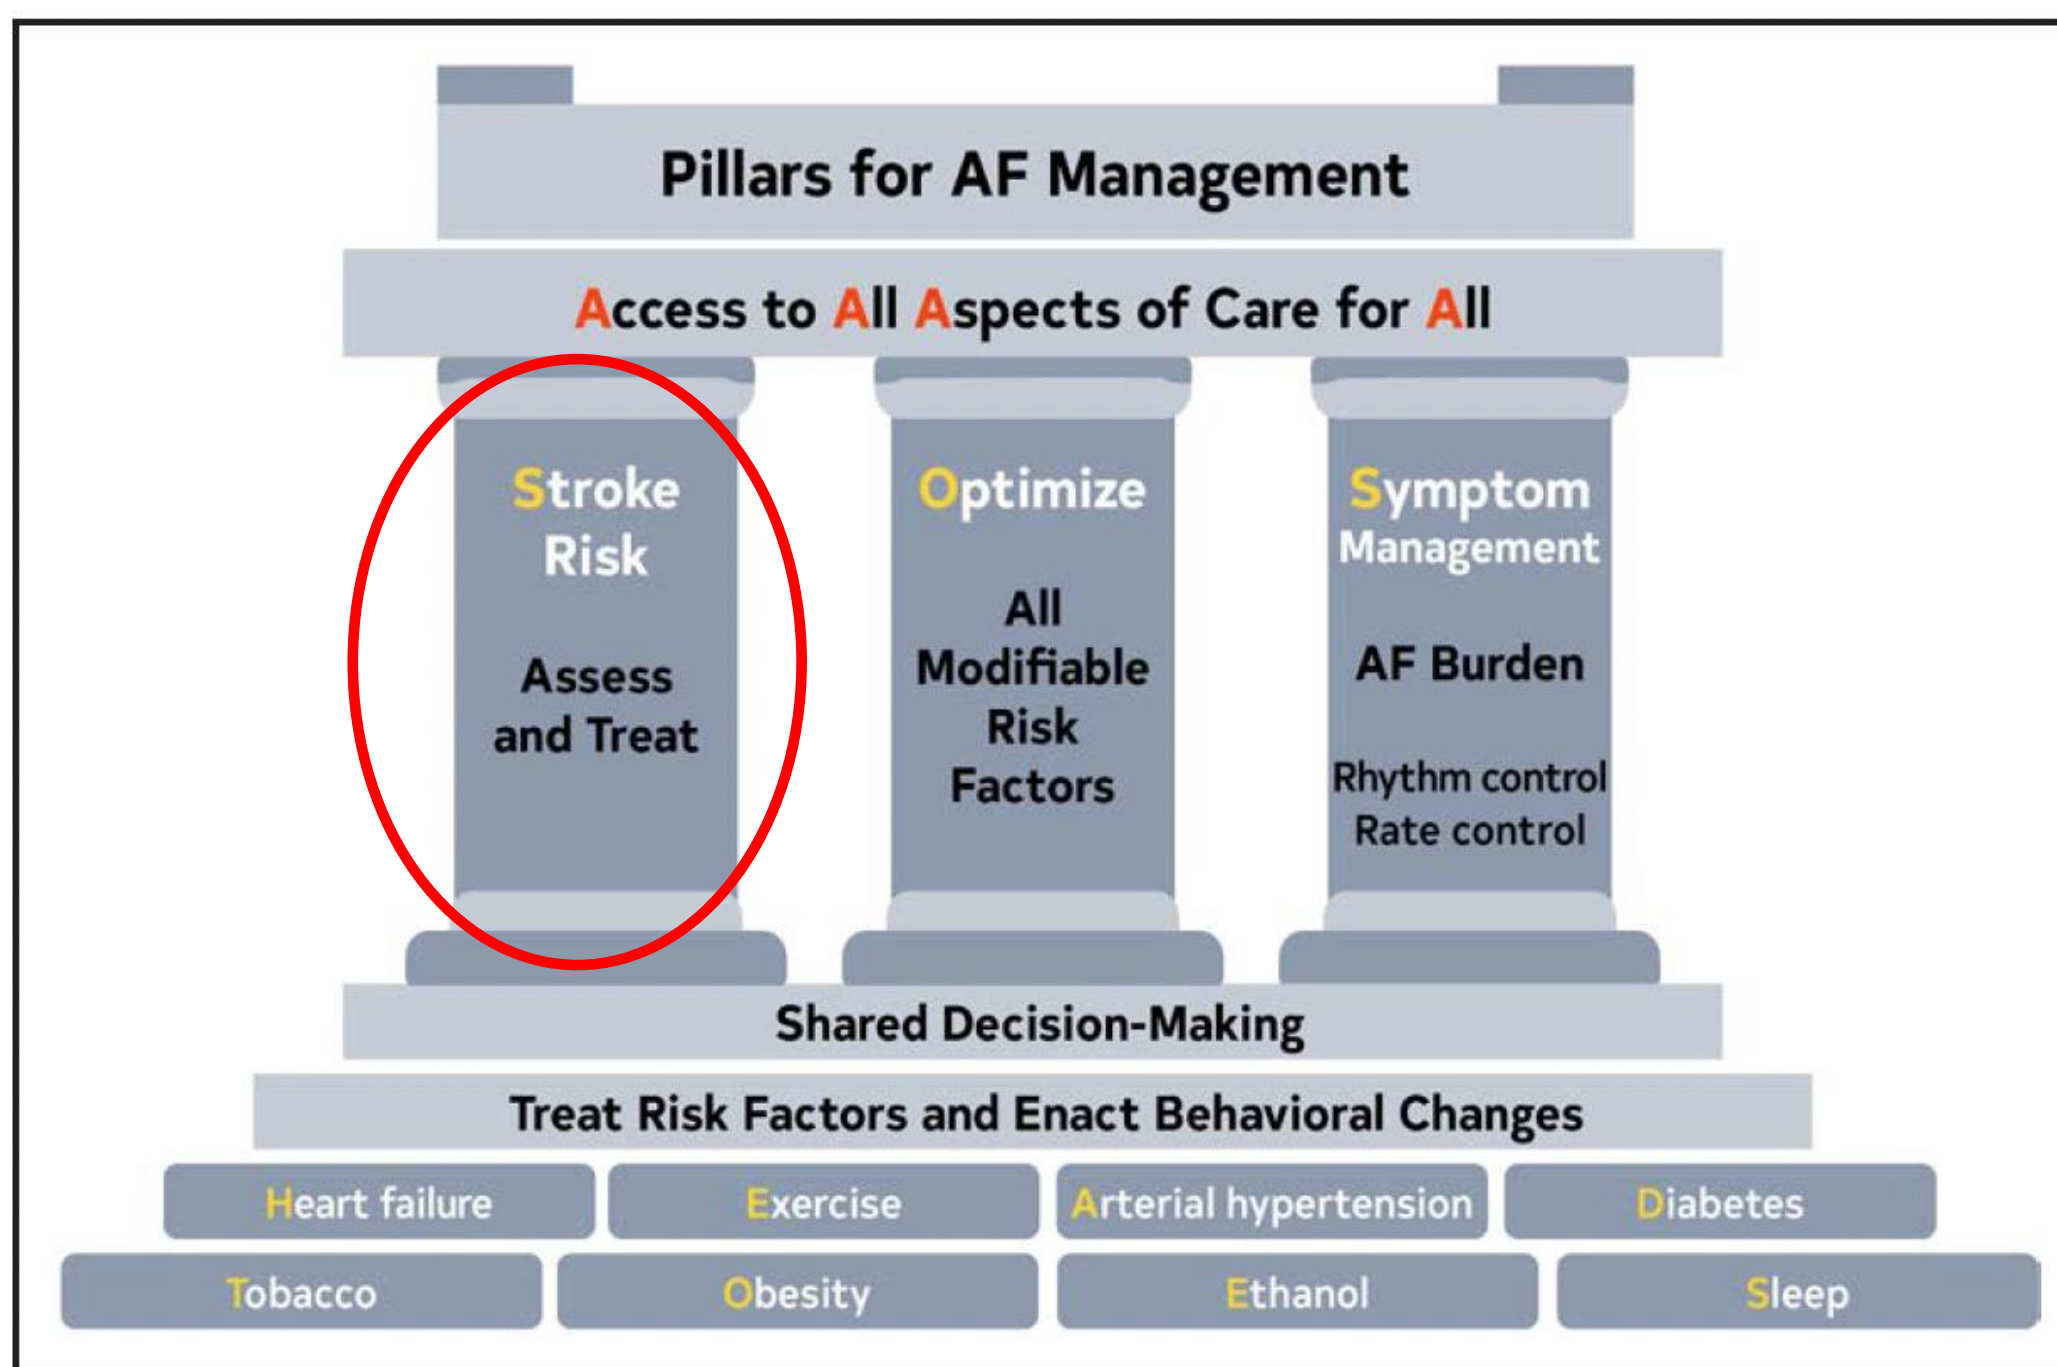 Pillars for AF Management
Access to All Aspects of Care for All
Stroke
Risk
Assess
and Treat
Optimize
All
Modifiable
Risk
Factors
Symptom
Management
AF Burden
Rhythm control
Rate control
Shared Decision-Making
Treat Risk Factors and Enact Behavioral Changes
Heart failure
Exercise
Arterial hypertension
Diabetes
Tobacco
Obesity
Ethanol
Sleep